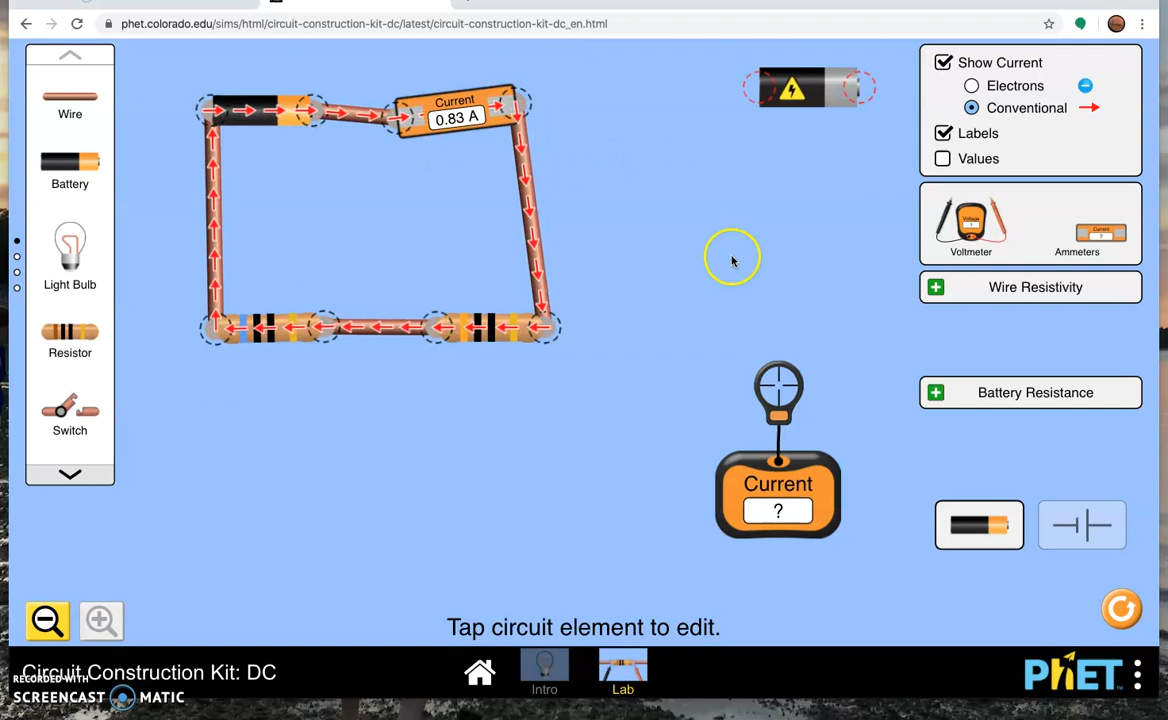 phet.colorado.edu/sims/html/circuit-construction-kit-dc/latest/circuit-construction-kit-dc_en.html
Wire
Battery
Light Bulb
Resistor
Switch
Current
0.83 A
Show Current
Electrons
Conventional
Labels
Values
Voltage
?
Voltmeter
Current
?
Ammeters
Wire Resistivity
Battery Resistance
Current
?
Tap circuit element to edit.
Circuit Construction Kit: DC
Intro
Lab
PhET
RECORDED WITH
SCREENCAST MATIC